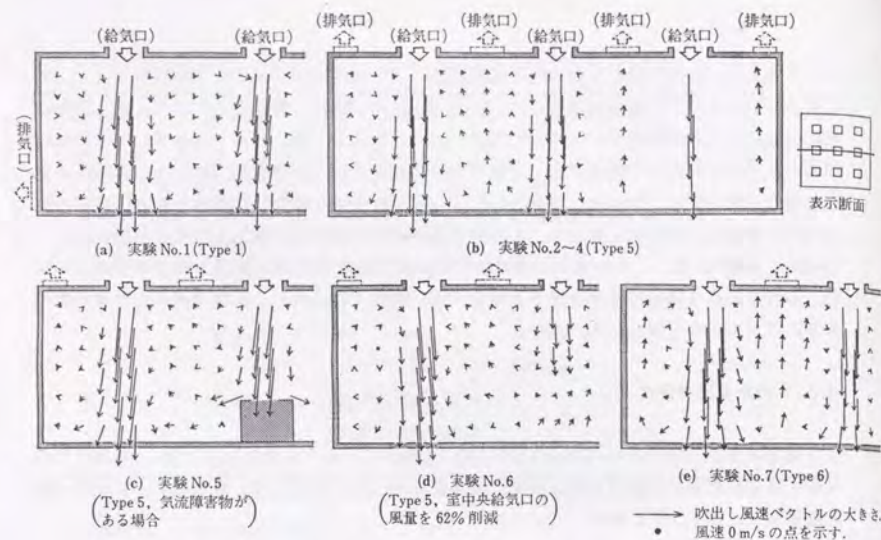 (給気口)
(給気口)
(排気口)
(排気口)
(給気口)
(排気口)
(給気口)
(排気口)
(給気口)
(排気口)
(排気口)
表示断面
(a) 実験 No.1(Type 1)
(b) 実験 No.2~4(Type 5)
(c) 実験 No.5
(Type 5, 気流障害物が
ある場合)
(d) 実験 No.6
(Type 5, 室中央給気口の
風量を 62% 削減)
(e) 実験 No.7(Type 6)
吹出し風速ベクトルの大きさ
風速 0 m/s の点を示す.